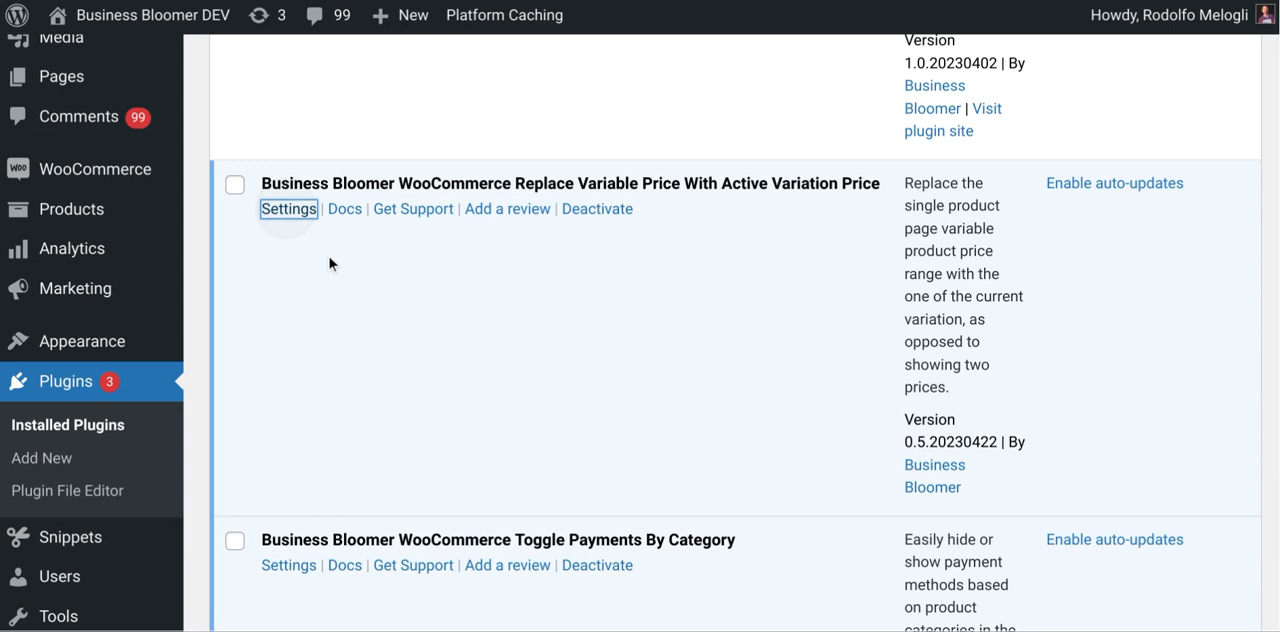 Business Bloomer DEV 3 99 New Platform Caching Howdy, Rodolfo Melogli
Media
Pages
Comments 99
WOO WooCommerce
Products
Analytics
Marketing
Appearance
Plugins 3
Installed Plugins
Add New
Plugin File Editor
Snippets
Users
Tools
Version
1.0.20230402 | By
Business
Bloomer | Visit
plugin site
Business Bloomer WooCommerce Replace Variable Price With Active Variation Price
Settings | Docs | Get Support | Add a review | Deactivate
Replace the
single product
page variable
product price
range with the
one of the current
variation, as
opposed to
showing two
prices.
Version
0.5.20230422 | By
Business
Bloomer
Enable auto-updates
Business Bloomer WooCommerce Toggle Payments By Category
Settings | Docs | Get Support | Add a review | Deactivate
Easily hide or
show payment
methods based
on product
categories in the
Enable auto-updates